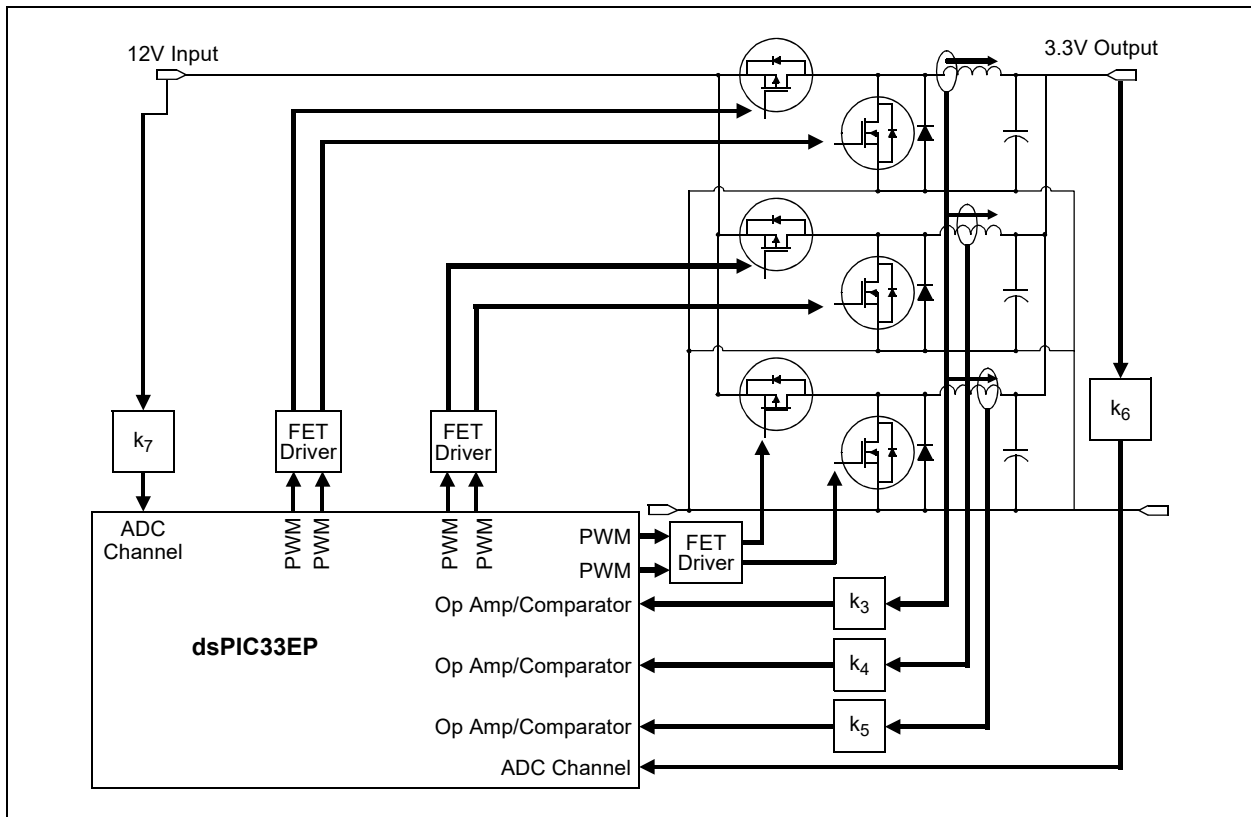 12V Input
3.3V Output
k7
FET
Driver
FET
Driver
k6
ADC
Channel
PWM
PWM
PWM
PWM
PWM
PWM
FET
Driver
Op Amp/Comparator
k3
dsPIC33EP
Op Amp/Comparator
k4
Op Amp/Comparator
k5
ADC Channel